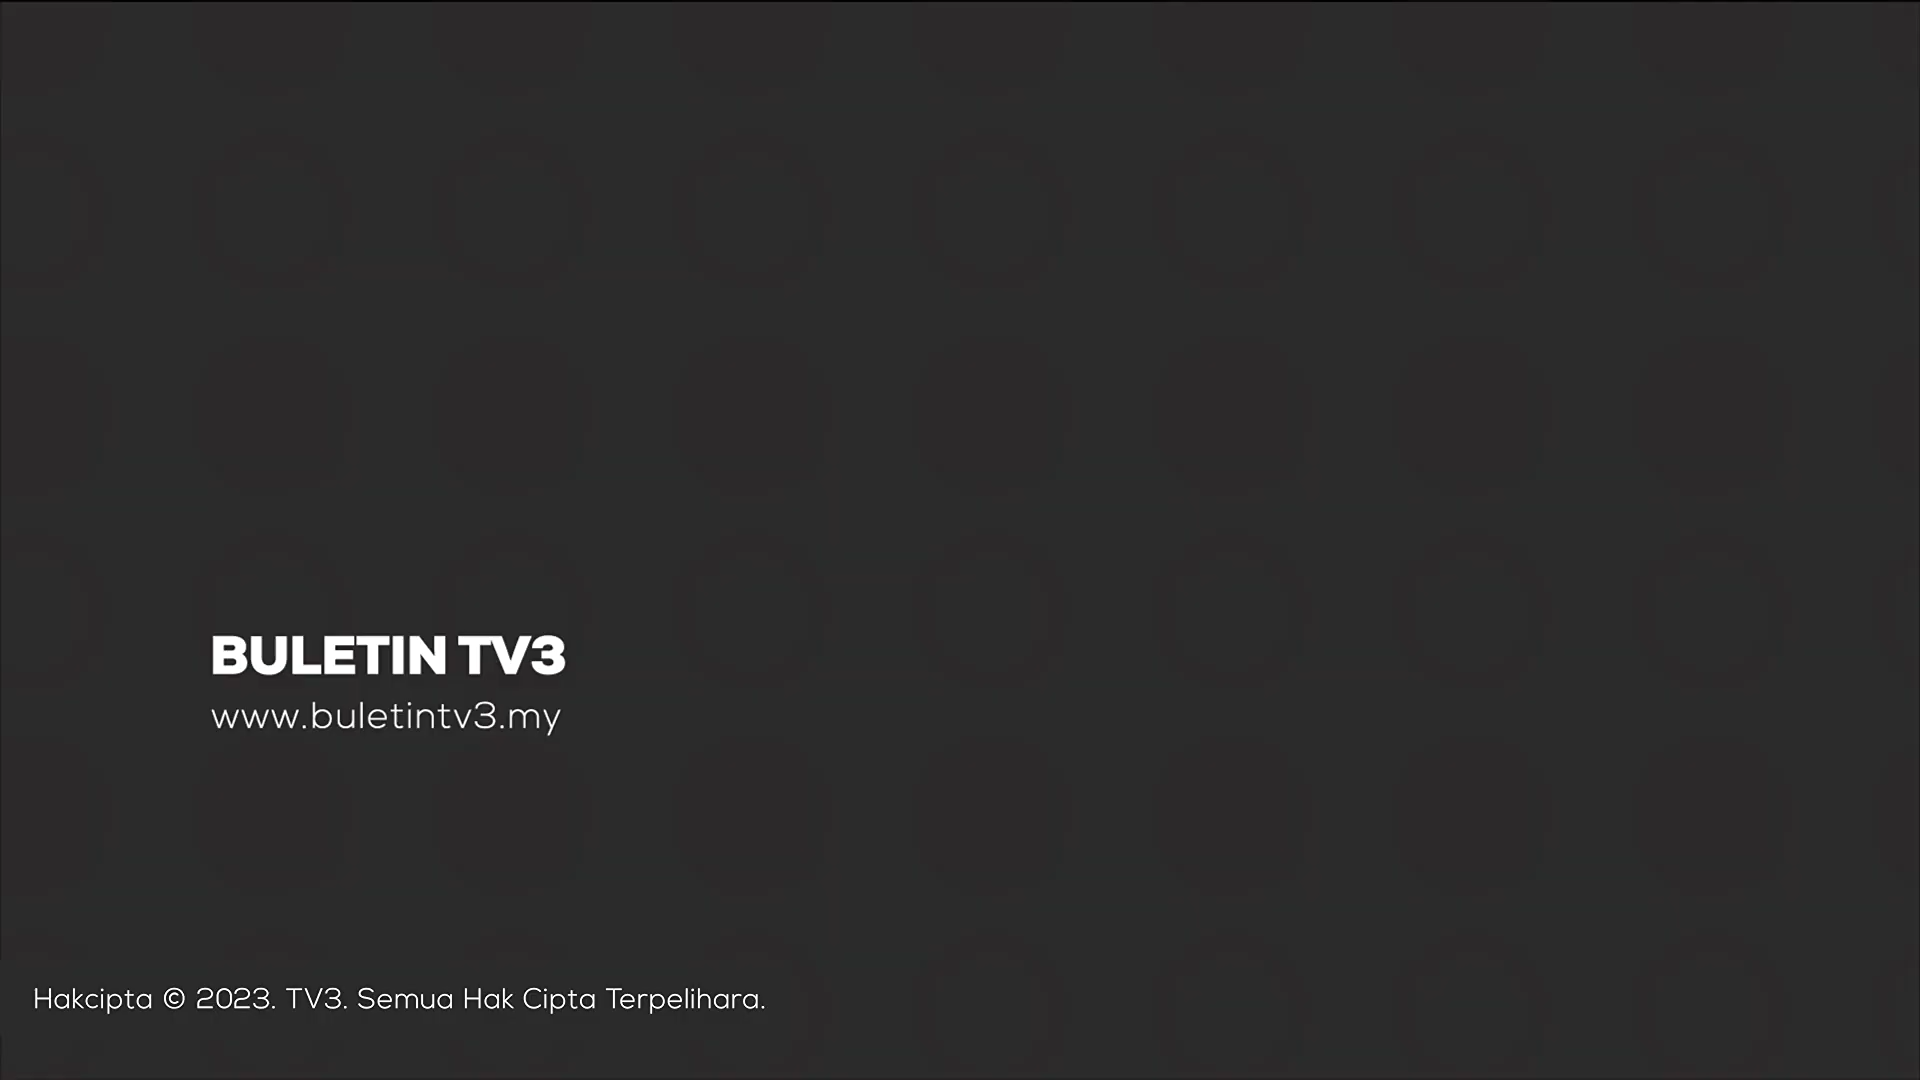 BULETIN TV3
www.buletintv3.my
Hakcipta © 2023. TV3. Semua Hak Cipta Terpelihara.